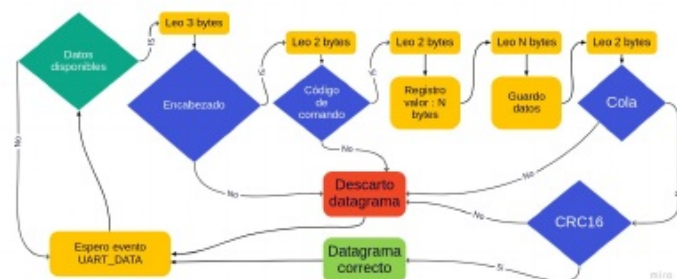 Leo 3 bytes
Si
Datos
disponibles
Leo 2 bytes
Leo 2 bytes
Leo N bytes
Leo 2 bytes
Si
Si
Encabezado
Código
de
comando
Registro
valor : N
bytes
Guardo
datos
Cola
No
No
No
No
Descarto
datagrama
No
CRC16
Espero evento
UART_DATA
Datagrama
correcto
Si
miro